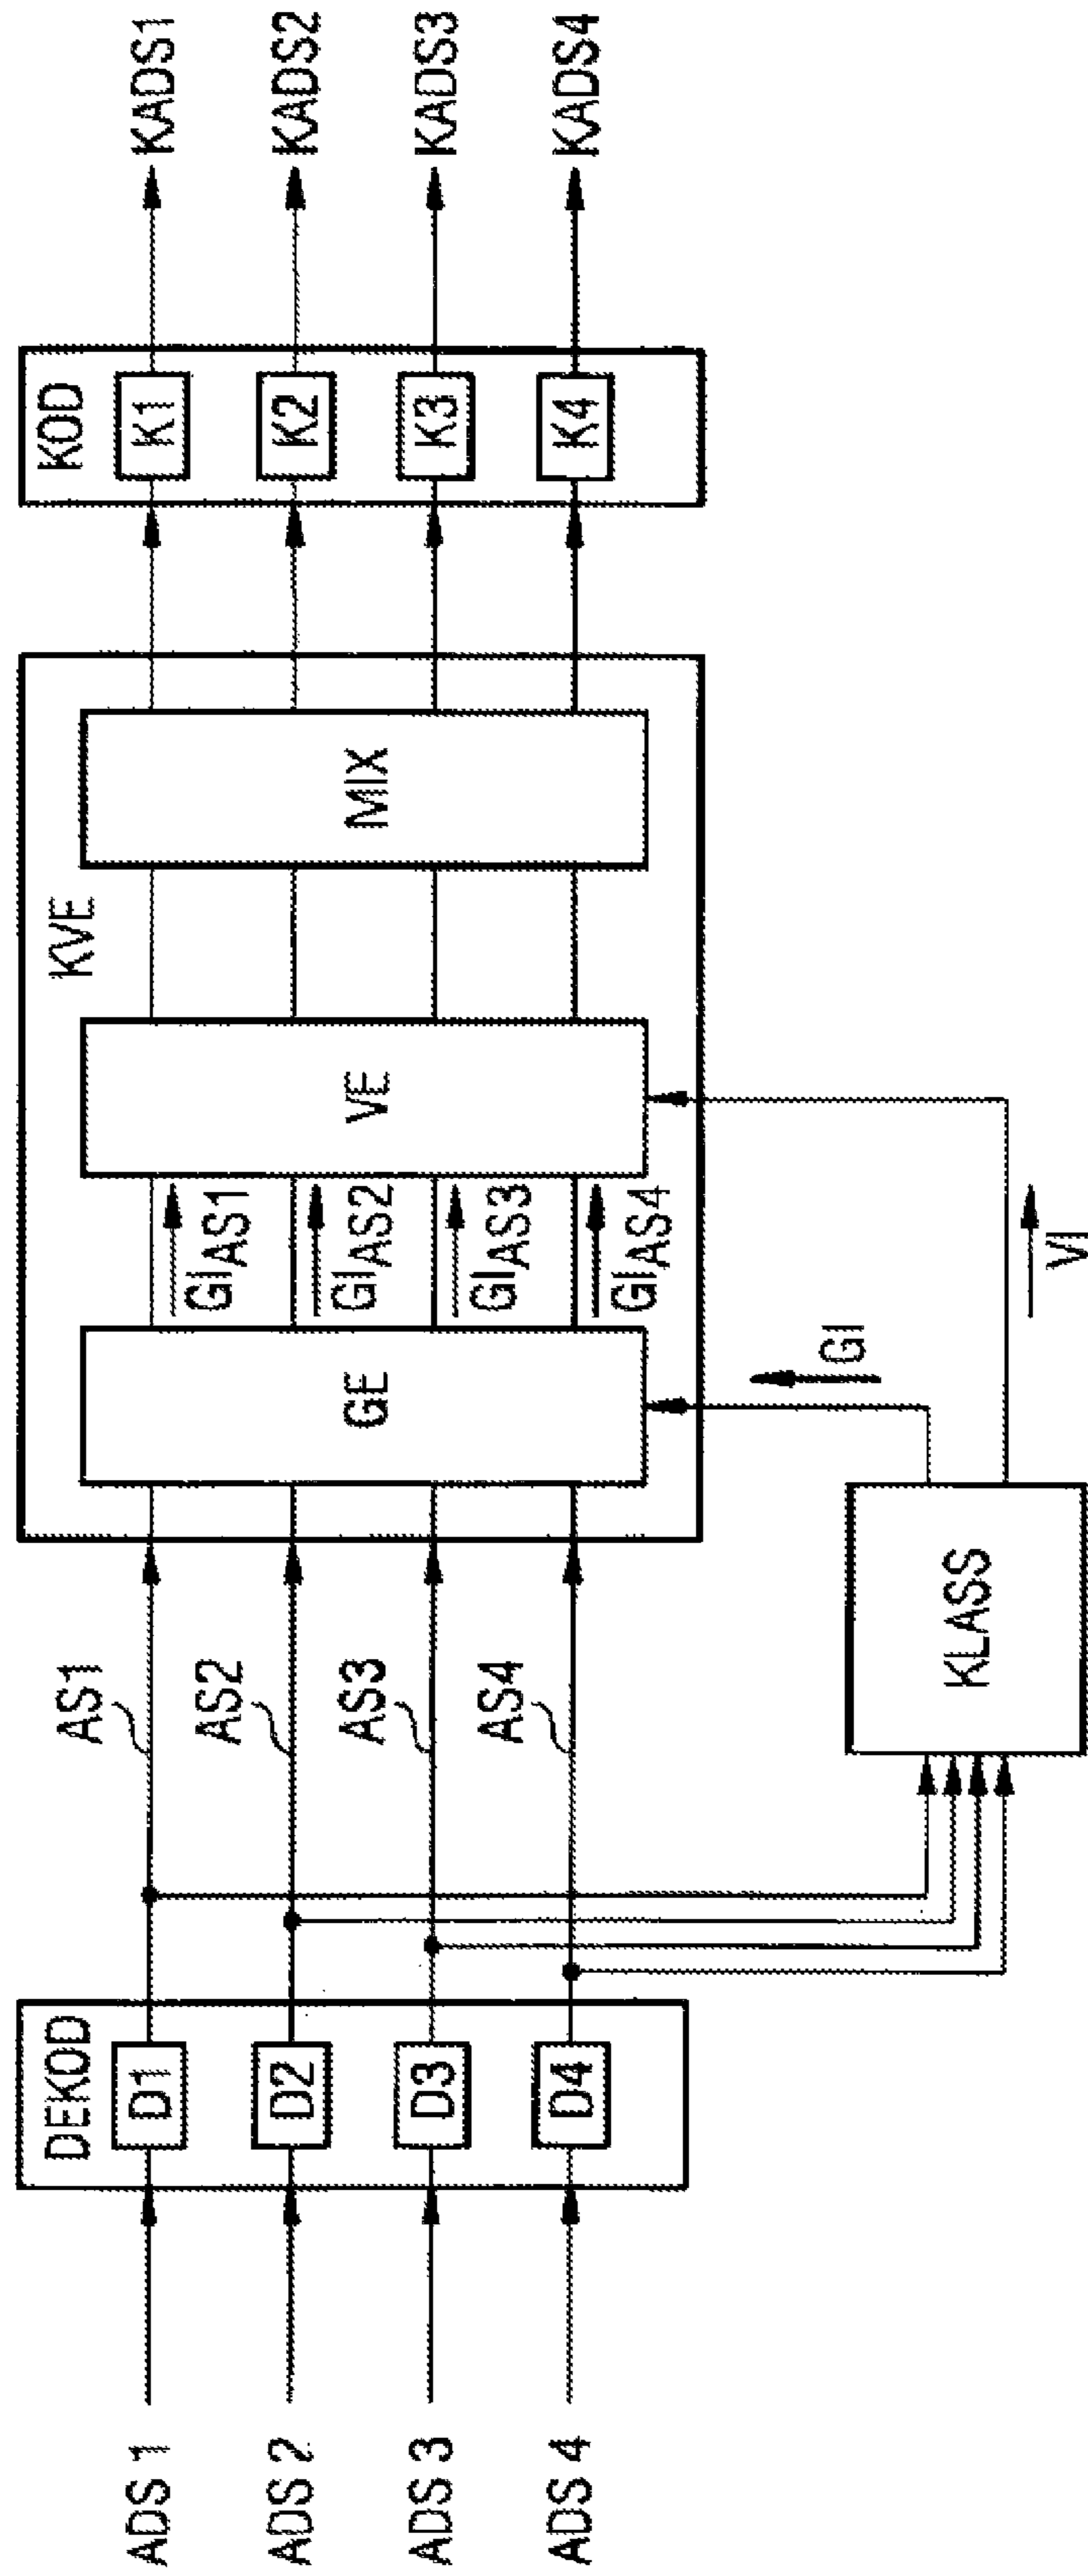 ADS 1
ADS 2
ADS 3
ADS 4
DEKOD
D1
D2
D3
D4
AS1
AS2
AS3
AS4
KLASS
GI
VI
KVE
GE
GIAS1
GIAS2
GIAS3
GIAS4
VE
MIX
KOD
K1
K2
K3
K4
KADS1
KADS2
KADS3
KADS4